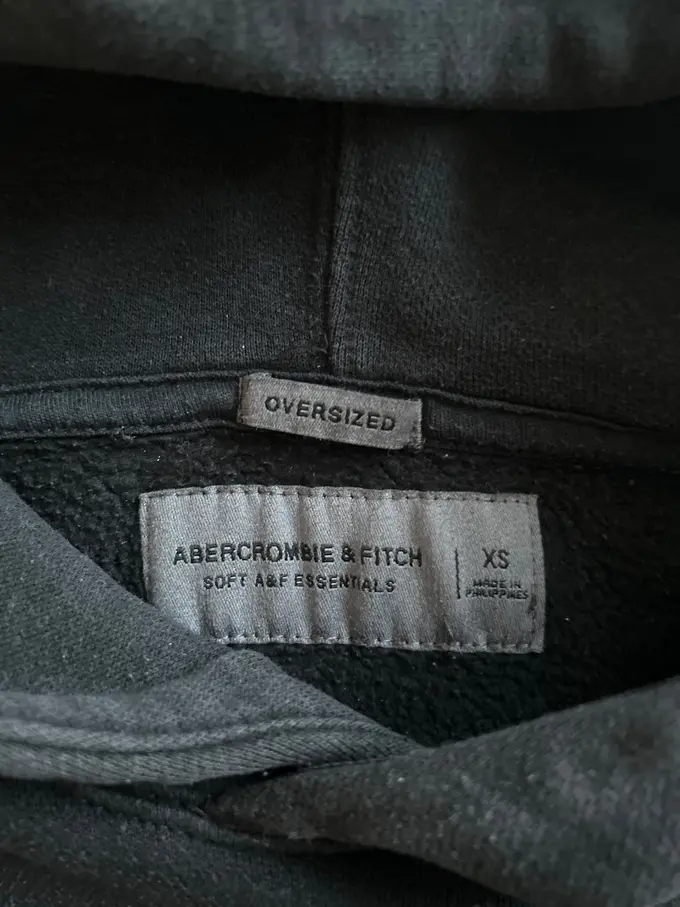 OVERSIZED
ABERCROMBIE & FITCH
SOFT A&F ESSENTIALS
XS
MADE IN
PHILIPPINES